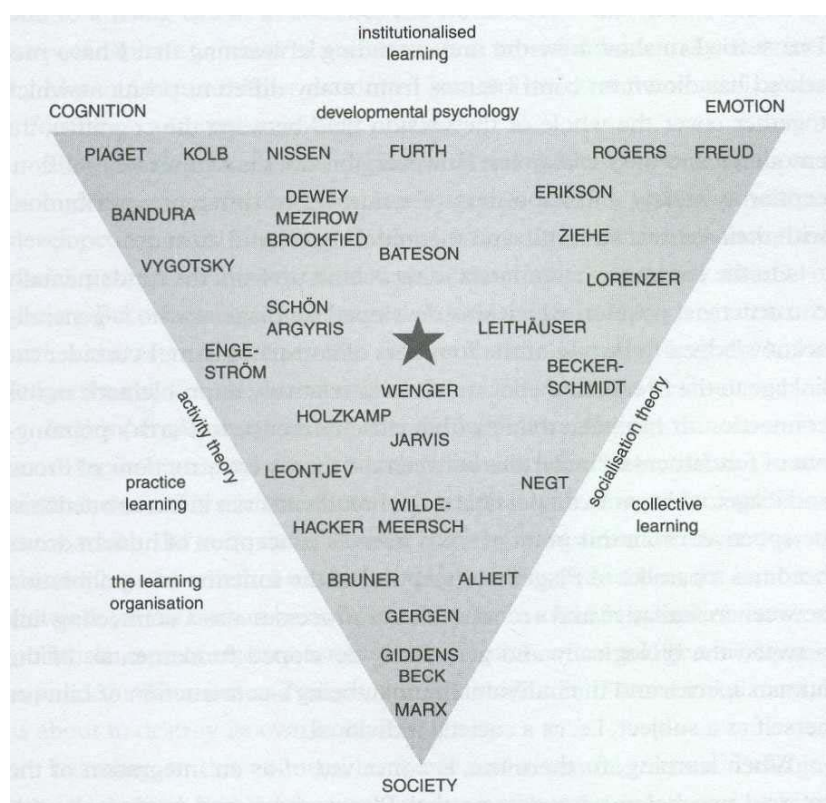 institutionalised
learning
COGNITION
developmental psychology
EMOTION
PIAGET KOLB NISSEN FURTH ROGERS FREUD
DEWEY
ERIKSON
BANDURA
MEZIROW
BROOKFIED
ZIEHE
BATESON
VYGOTSKY
LORENZER
SCHÖN
ARGYRIS
LEITHÄUSER
ENGE-
STRÖM
BECKER-
SCHMIDT
WENGER
activity theory
HOLZKAMP
JARVIS
socialisation theory
LEONTJEV
NEGT
practice
learning
WILDE-
MEERSCH
HACKER
collective
learning
the learning
organisation
BRUNER ALHEIT
GERGEN
GIDDENS
BECK
MARX
SOCIETY